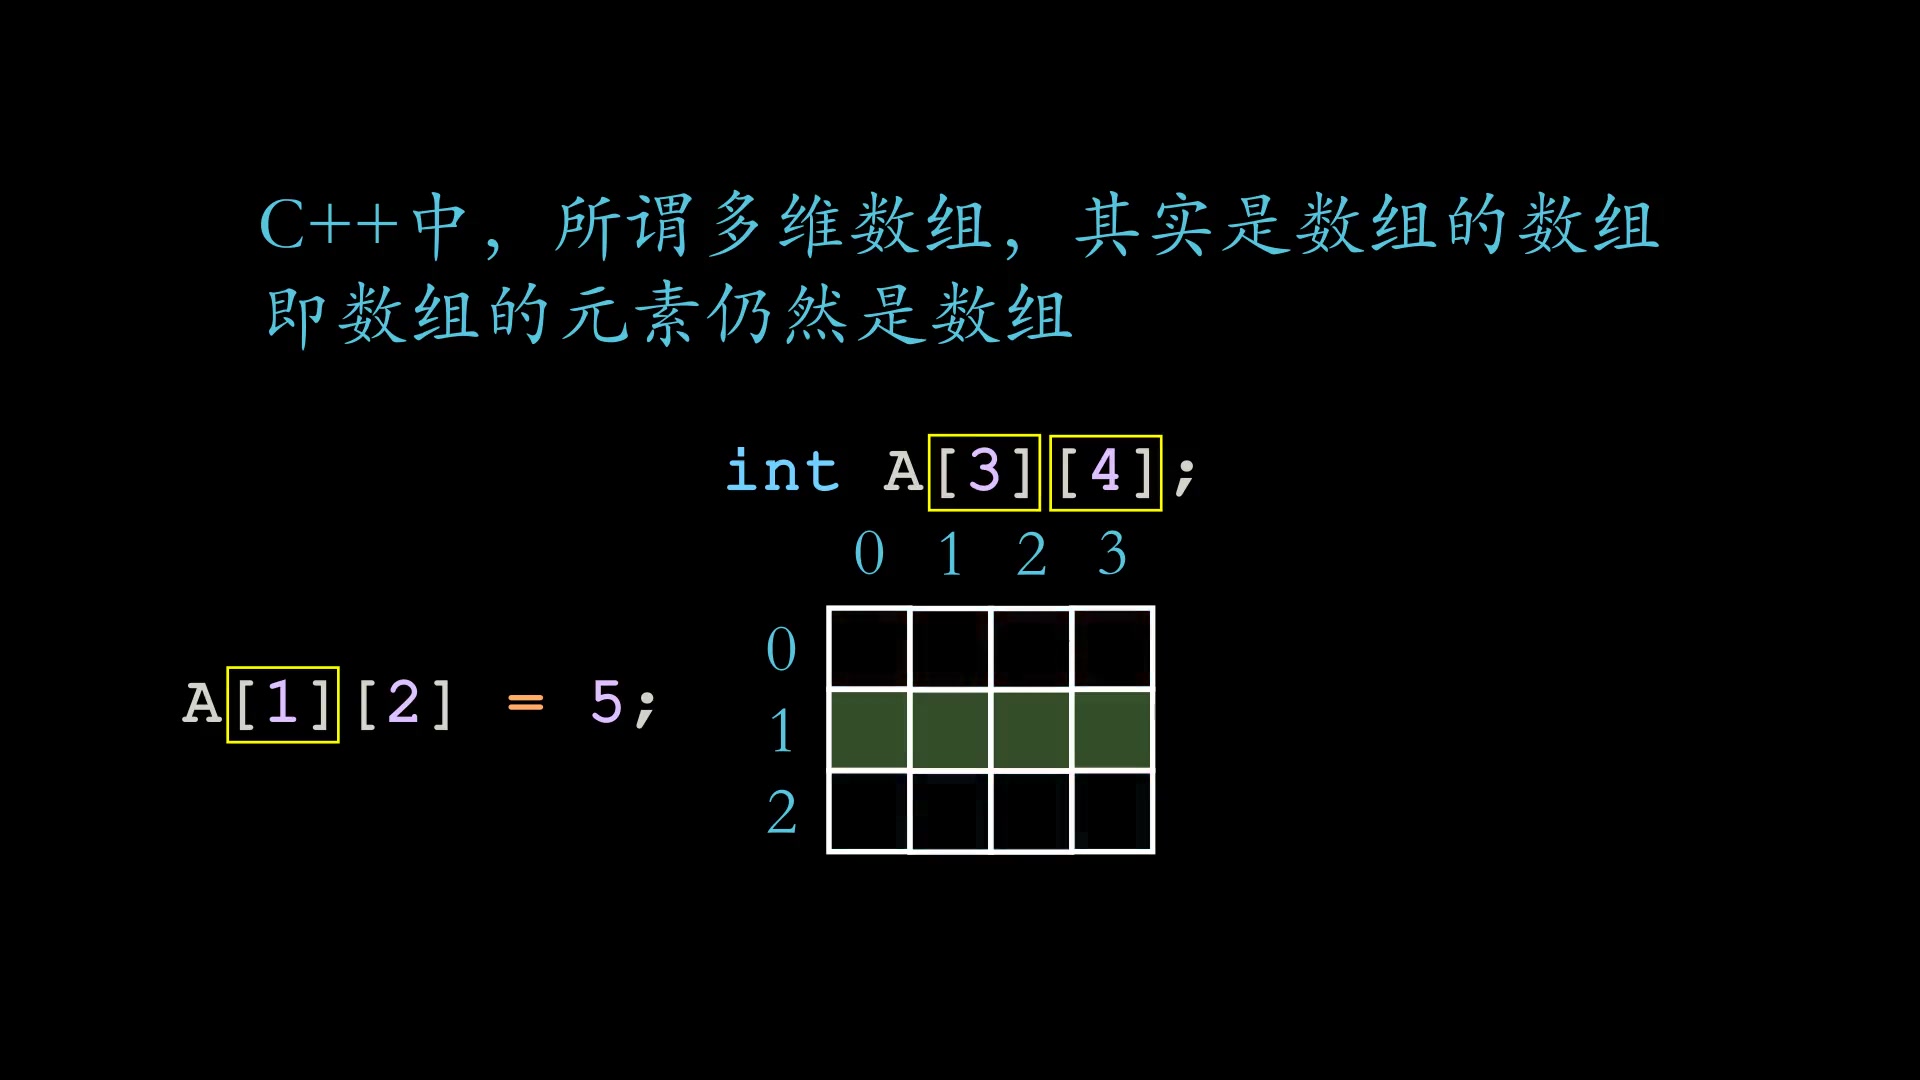 C++中，所谓多维数组，其实是数组的数组
即数组的元素仍然是数组
int A[3][4];
0 1 2 3
0
A[1][2] = 5;
1
2